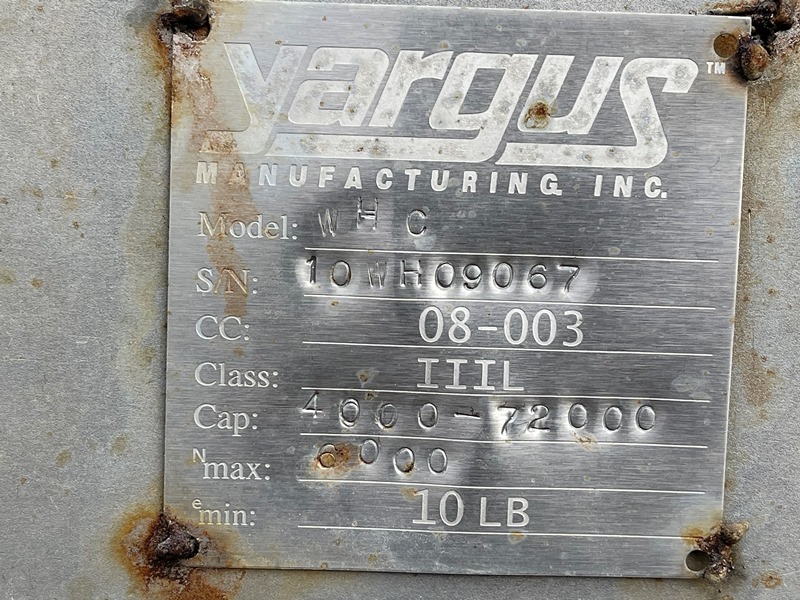 yargus™
MANUFACTURING INC.
Model: WHC
S/N: 10WH09067
CC: 08-003
Class: IIIL
Cap: 4000-72000
Nmax: 6000
emin: 10 LB